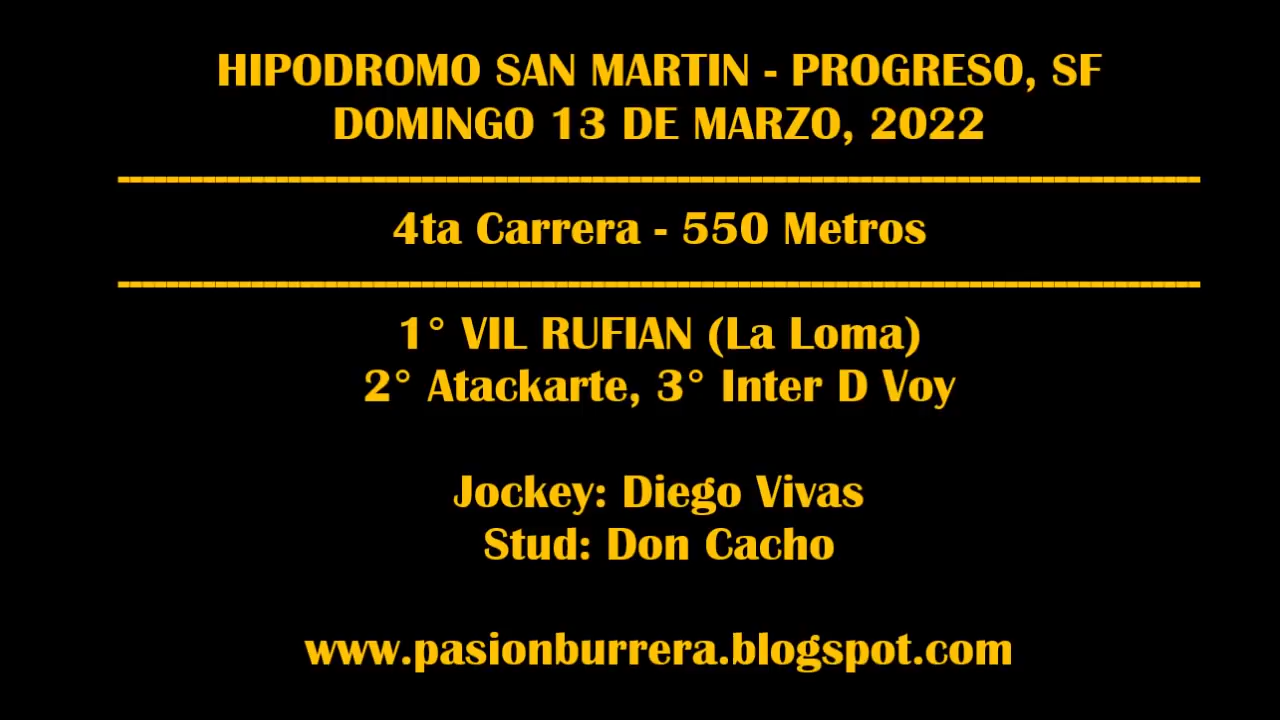 HIPODROMO SAN MARTIN - PROGRESO, SF
DOMINGO 13 DE MARZO, 2022
4ta Carrera - 550 Metros
1° VIL RUFIAN (La Loma)
2° Atackarte, 3° Inter D Voy
Jockey: Diego Vivas
Stud: Don Cacho
www.pasionburrera.blogspot.com